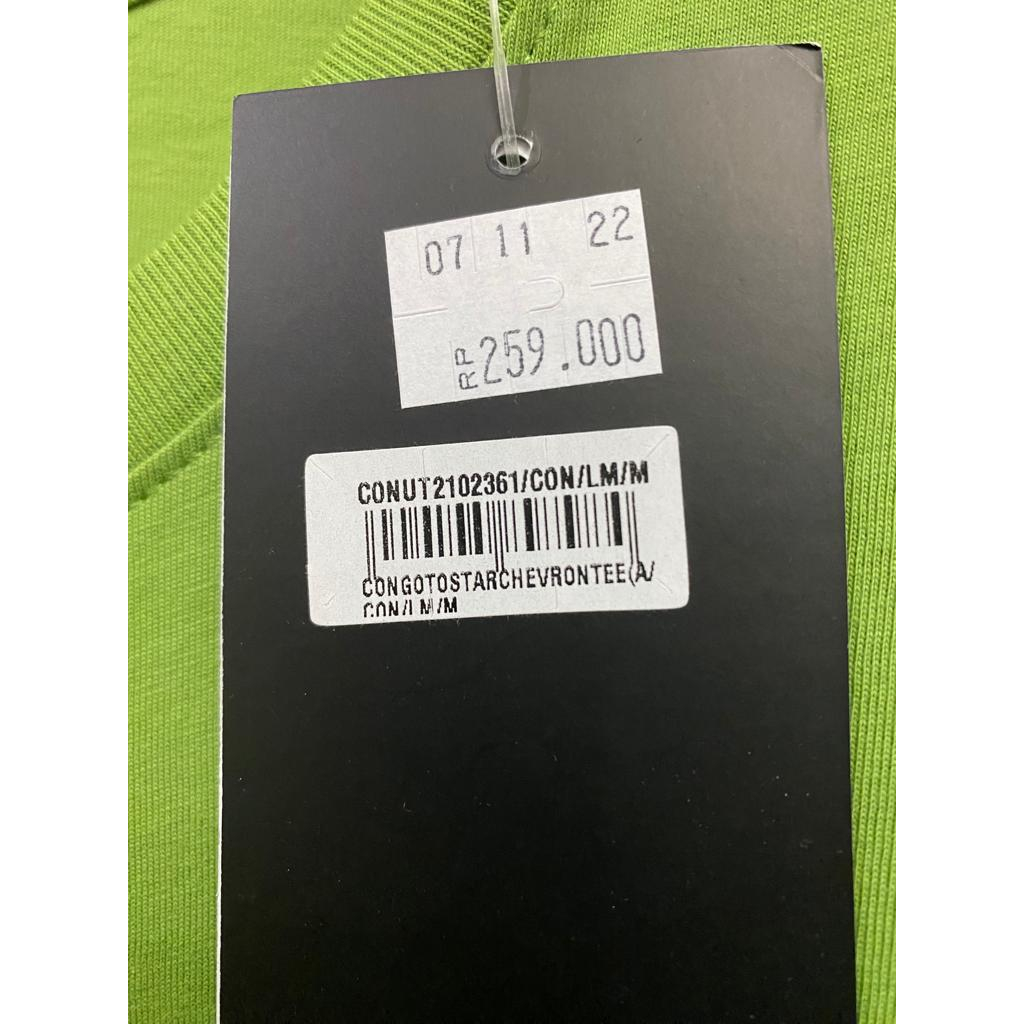 07 11 22
RP 259.000
CONUT2102361/CON/LM/M
CONGOTOSTARCHEVRONTEE(A/
CON/LM/M